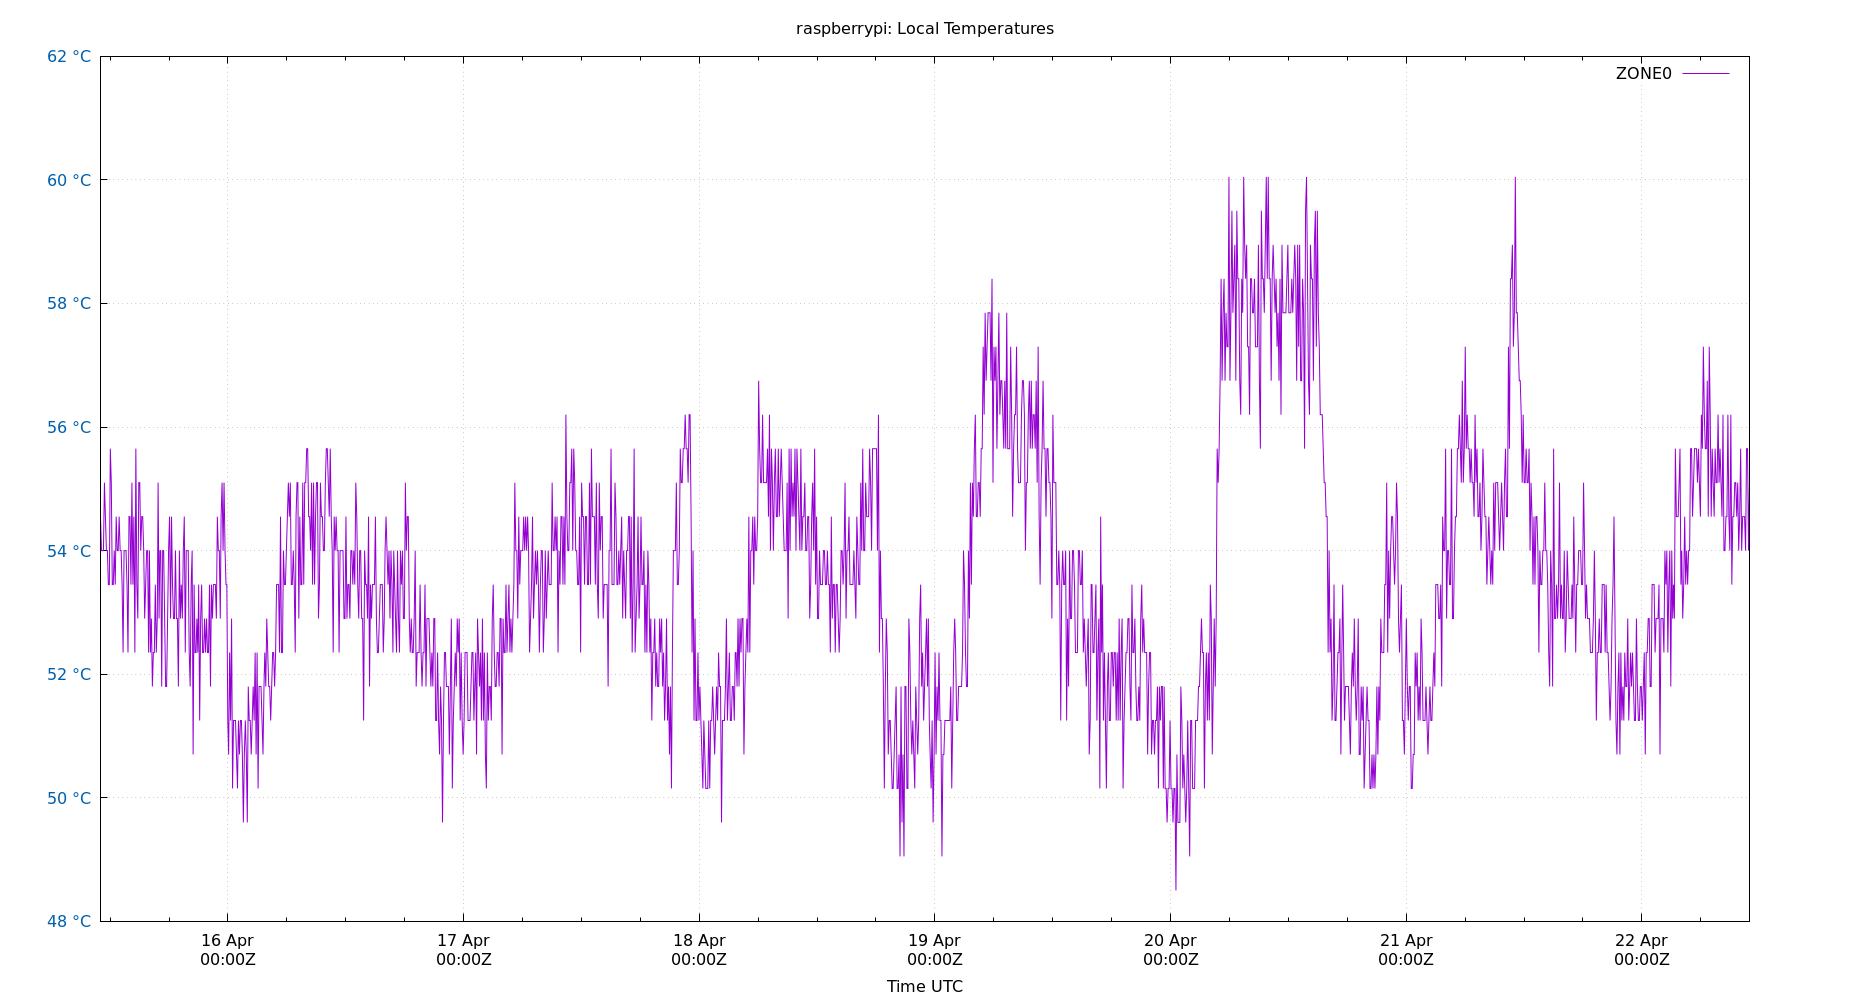 raspberrypi: Local Temperatures
62 °C
ZONE0
60 °C
58 °C
56 °C
54 °C
52 °C
50 °C
48 °C
16 Apr 17 Apr 18 Apr 19 Apr 20 Apr 21 Apr 22 Apr
00:00Z 00:00Z 00:00Z 00:00Z 00:00Z 00:00Z 00:00Z
Time UTC